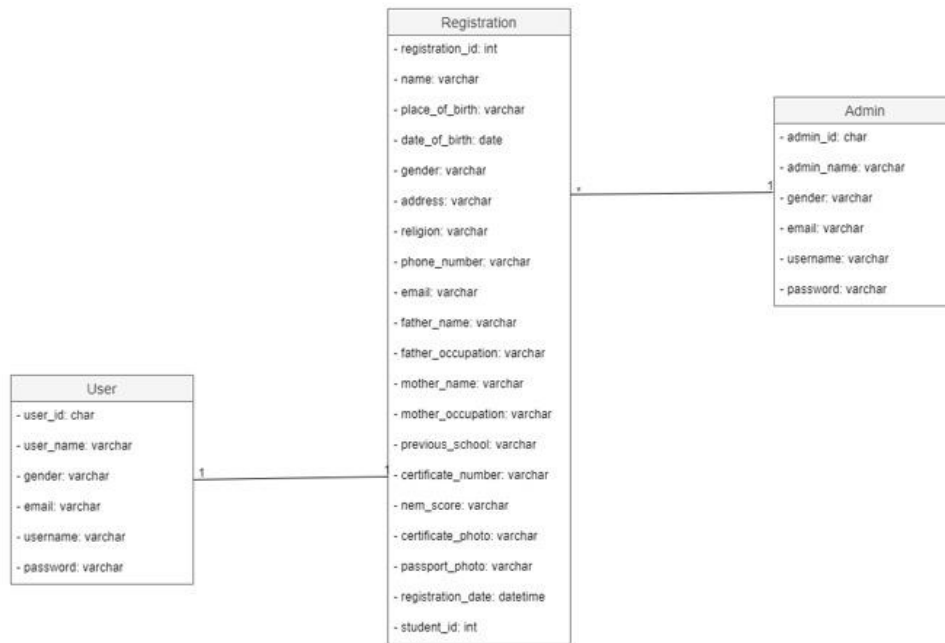 Registration
- registration_id: int
- name: varchar
- place_of_birth: varchar
- date_of_birth: date
- gender: varchar
- address: varchar
- religion: varchar
- phone_number: varchar
- email: varchar
- father_name: varchar
- father_occupation: varchar
- mother_name: varchar
- mother_occupation: varchar
- previous_school: varchar
- certificate_number: varchar
- nem_score: varchar
- certificate_photo: varchar
- passport_photo: varchar
- registration_date: datetime
- student_id: int
* 1
Admin
- admin_id: char
- admin_name: varchar
- gender: varchar
- email: varchar
- username: varchar
- password: varchar
User
- user_id: char
- user_name: varchar
- gender: varchar
- email: varchar
- username: varchar
- password: varchar
1 1